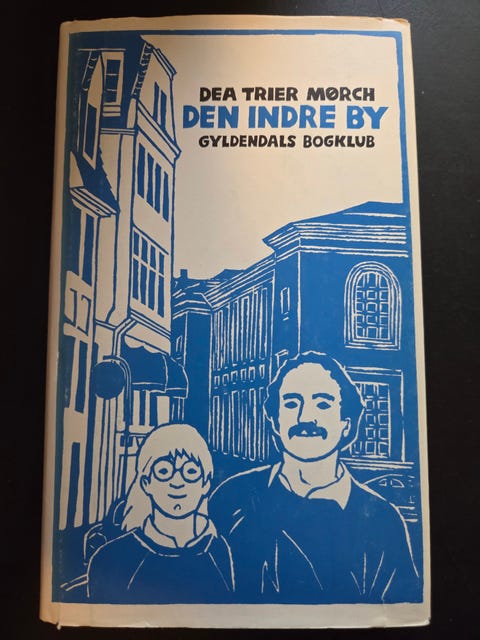 DEA TRIER MØRCH
DEN INDRE BY
GYLDENDALS BOGKLUB